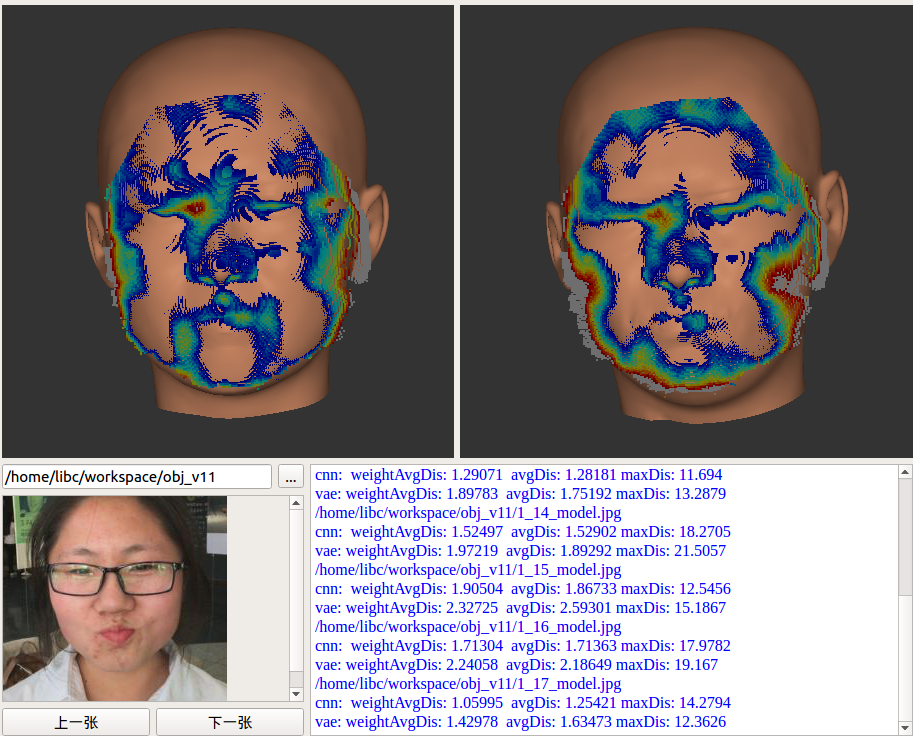 /home/libc/workspace/obj_v11
...
上一张
下一张
cnn:  weightAvgDis: 1.29071  avgDis: 1.28181 maxDis: 11.694
vae: weightAvgDis: 1.89783  avgDis: 1.75192 maxDis: 13.2879
/home/libc/workspace/obj_v11/1_14_model.jpg
cnn:  weightAvgDis: 1.52497  avgDis: 1.52902 maxDis: 18.2705
vae: weightAvgDis: 1.97219  avgDis: 1.89292 maxDis: 21.5057
/home/libc/workspace/obj_v11/1_15_model.jpg
cnn:  weightAvgDis: 1.90504  avgDis: 1.86733 maxDis: 12.5456
vae: weightAvgDis: 2.32725  avgDis: 2.59301 maxDis: 15.1867
/home/libc/workspace/obj_v11/1_16_model.jpg
cnn:  weightAvgDis: 1.71304  avgDis: 1.71363 maxDis: 17.9782
vae: weightAvgDis: 2.24058  avgDis: 2.18649 maxDis: 19.167
/home/libc/workspace/obj_v11/1_17_model.jpg
cnn:  weightAvgDis: 1.05995  avgDis: 1.25421 maxDis: 14.2794
vae: weightAvgDis: 1.42978  avgDis: 1.63473 maxDis: 12.3626